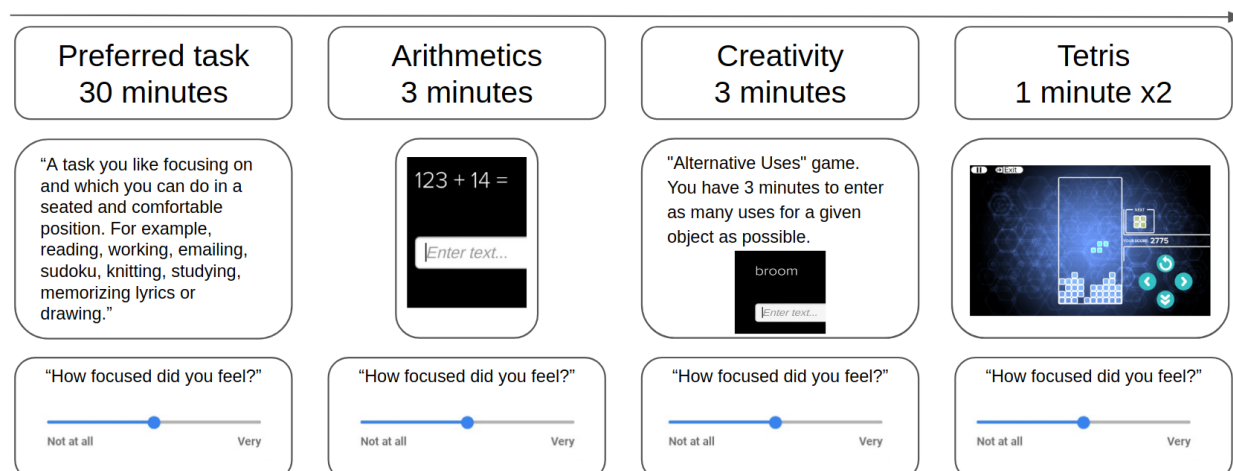 Preferred task
30 minutes
Arithmetics
3 minutes
Creativity
3 minutes
Tetris
1 minute x2
“A task you like focusing on
and which you can do in a
seated and comfortable
position. For example,
reading, working, emailing,
sudoku, knitting, studying,
memorizing lyrics or
drawing.”
123 + 14 =
Enter text...
"Alternative Uses" game.
You have 3 minutes to enter
as many uses for a given
object as possible.
broom
Enter text...
Exit
NEXT
YOUR SCORE: 2775
“How focused did you feel?”
Not at all Very
“How focused did you feel?”
Not at all Very
“How focused did you feel?”
Not at all Very
“How focused did you feel?”
Not at all Very